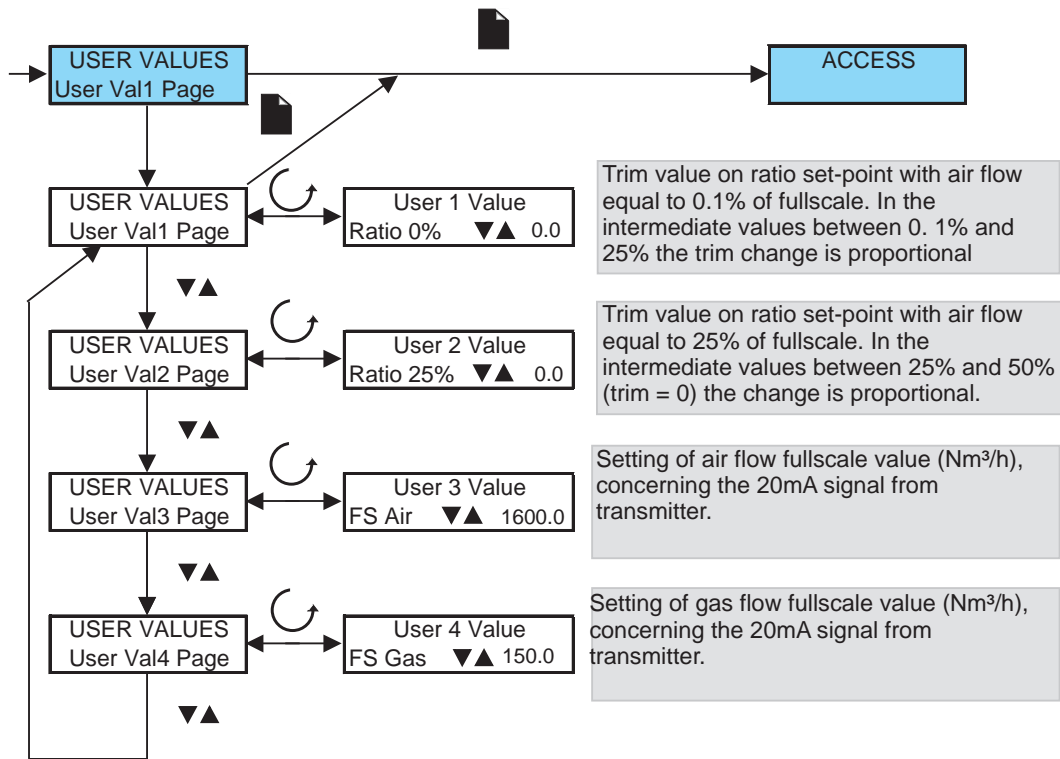 USER VALUES
User Val1 Page
ACCESS
USER VALUES
User Val1 Page
User 1 Value
Ratio 0% ▼▲ 0.0
Trim value on ratio set-point with air flow
equal to 0.1% of fullscale. In the
intermediate values between 0. 1% and
25% the trim change is proportional
▼▲
USER VALUES
User Val2 Page
User 2 Value
Ratio 25% ▼▲ 0.0
Trim value on ratio set-point with air flow
equal to 25% of fullscale. In the
intermediate values between 25% and 50%
(trim = 0) the change is proportional.
▼▲
USER VALUES
User Val3 Page
User 3 Value
FS Air ▼▲ 1600.0
Setting of air flow fullscale value (Nm³/h),
concerning the 20mA signal from
transmitter.
▼▲
USER VALUES
User Val4 Page
User 4 Value
FS Gas ▼▲ 150.0
Setting of gas flow fullscale value (Nm³/h),
concerning the 20mA signal from
transmitter.
▼▲